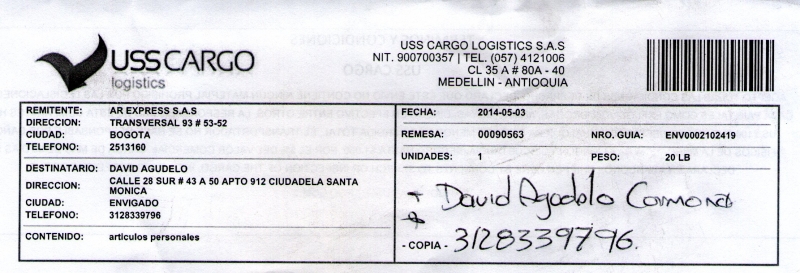 USSCARGO
logistics
USS CARGO LOGISTICS S.A.S
NIT. 900700357 | TEL. (057) 4121006
CL 35 A # 80A - 40
MEDELLIN - ANTIOQUIA
REMITENTE: AR EXPRESS S.A.S
DIRECCION: TRANSVERSAL 93 # 53-52
CIUDAD: BOGOTA
TELEFONO: 2513160
DESTINATARIO: DAVID AGUDELO
DIRECCION: CALLE 28 SUR # 43 A 50 APTO 912 CIUDADELA SANTA
MONICA
CIUDAD: ENVIGADO
TELEFONO: 3128339796
CONTENIDO: articulos personales
FECHA: 2014-05-03
REMESA: 00090563 NRO. GUIA: ENV0002102419
UNIDADES: 1 PESO: 20 LB
David Agudelo Carmona
- COPIA - 3128339796